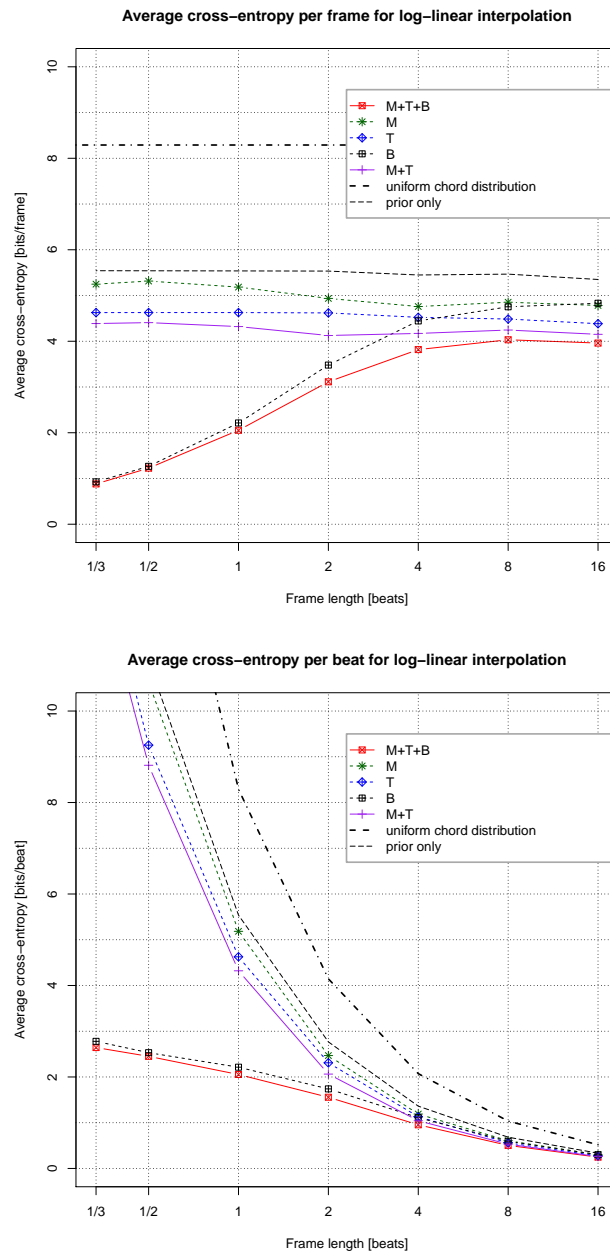 Average cross−entropy per frame for log−linear interpolation
10
8
6
4
2
0
Average cross−entropy [bits/frame]
M+T+B
M
T
B
M+T
uniform chord distribution
prior only
1/3 1/2 1 2 4 8 16
Frame length [beats]
Average cross−entropy per beat for log−linear interpolation
10
8
6
4
2
0
Average cross−entropy [bits/beat]
M+T+B
M
T
B
M+T
uniform chord distribution
prior only
1/3 1/2 1 2 4 8 16
Frame length [beats]